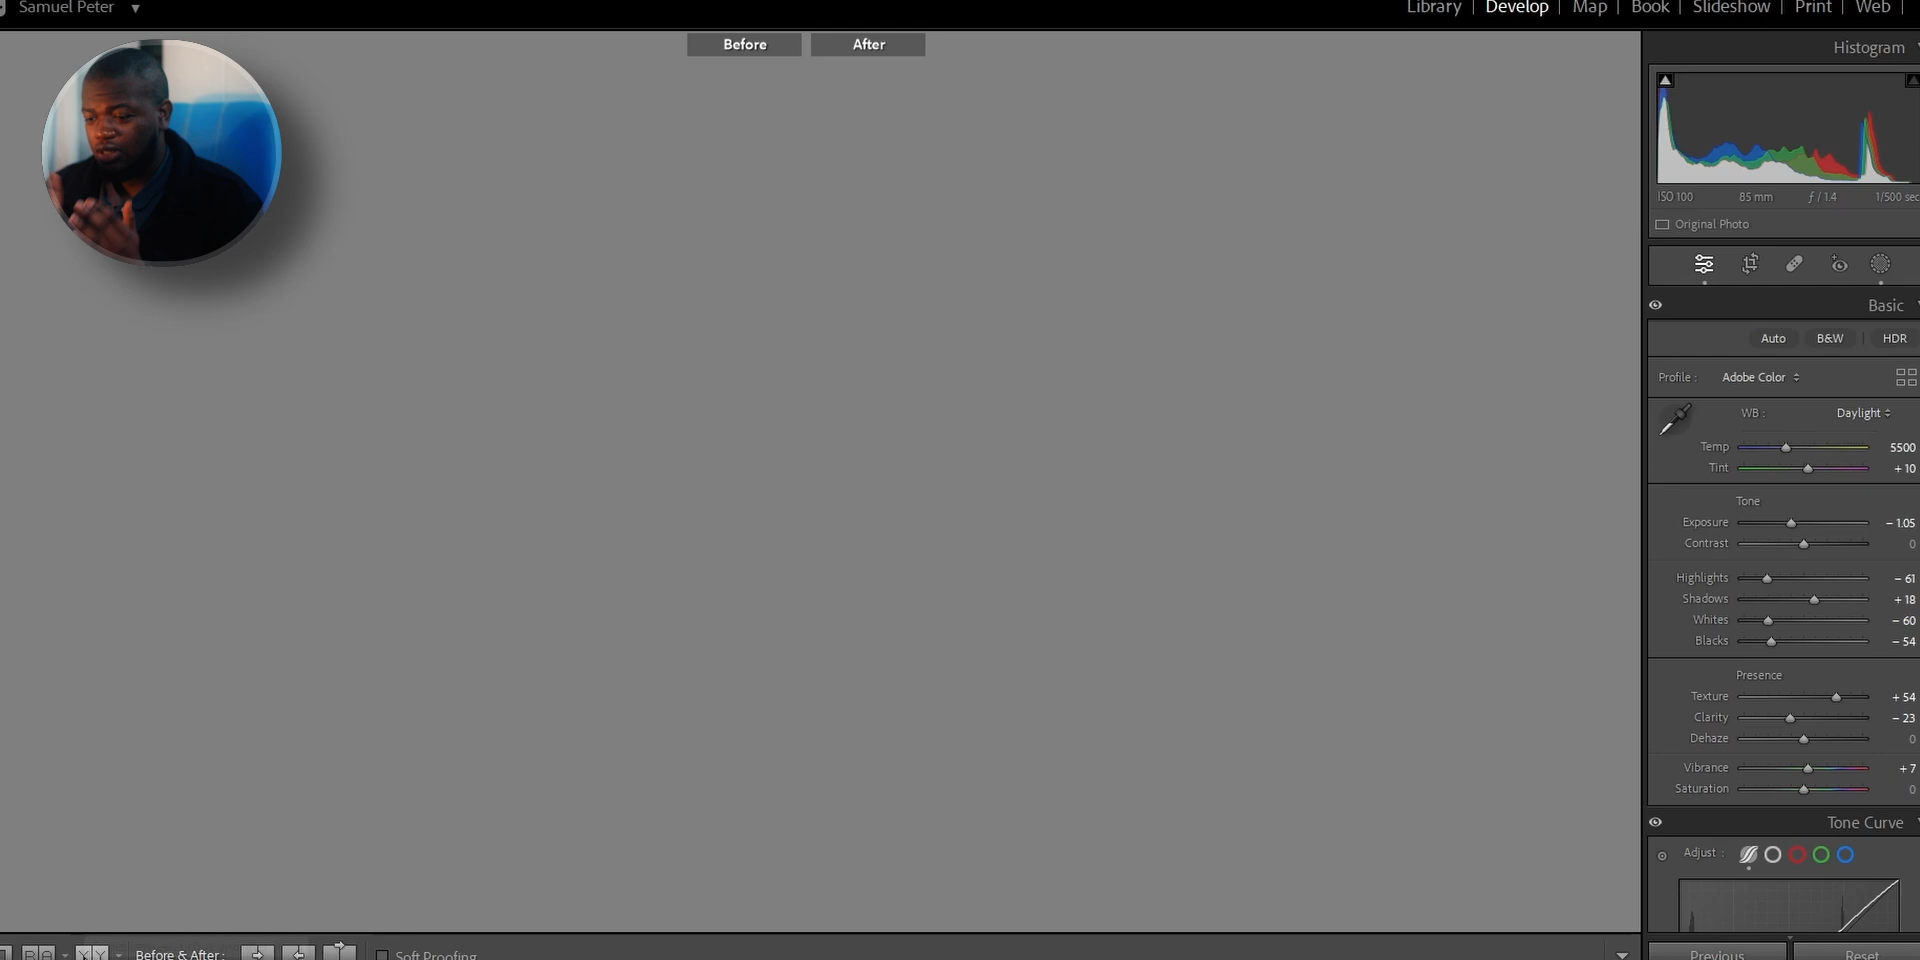 Samuel Peter
Library | Develop | Map | Book | Slideshow | Print | Web |
Before After
Histogram
ISO 100 85 mm ƒ / 1.4 1/500 sec
Original Photo
Basic
Auto B&W | HDR
Profile : Adobe Color
WB : Daylight
Temp 5500
Tint + 10
Tone
Exposure – 1.05
Contrast 0
Highlights – 61
Shadows + 18
Whites – 60
Blacks – 54
Presence
Texture + 54
Clarity – 23
Dehaze 0
Vibrance + 7
Saturation 0
Tone Curve
Adjust :
Before & After : Soft Proofing
Previous Reset